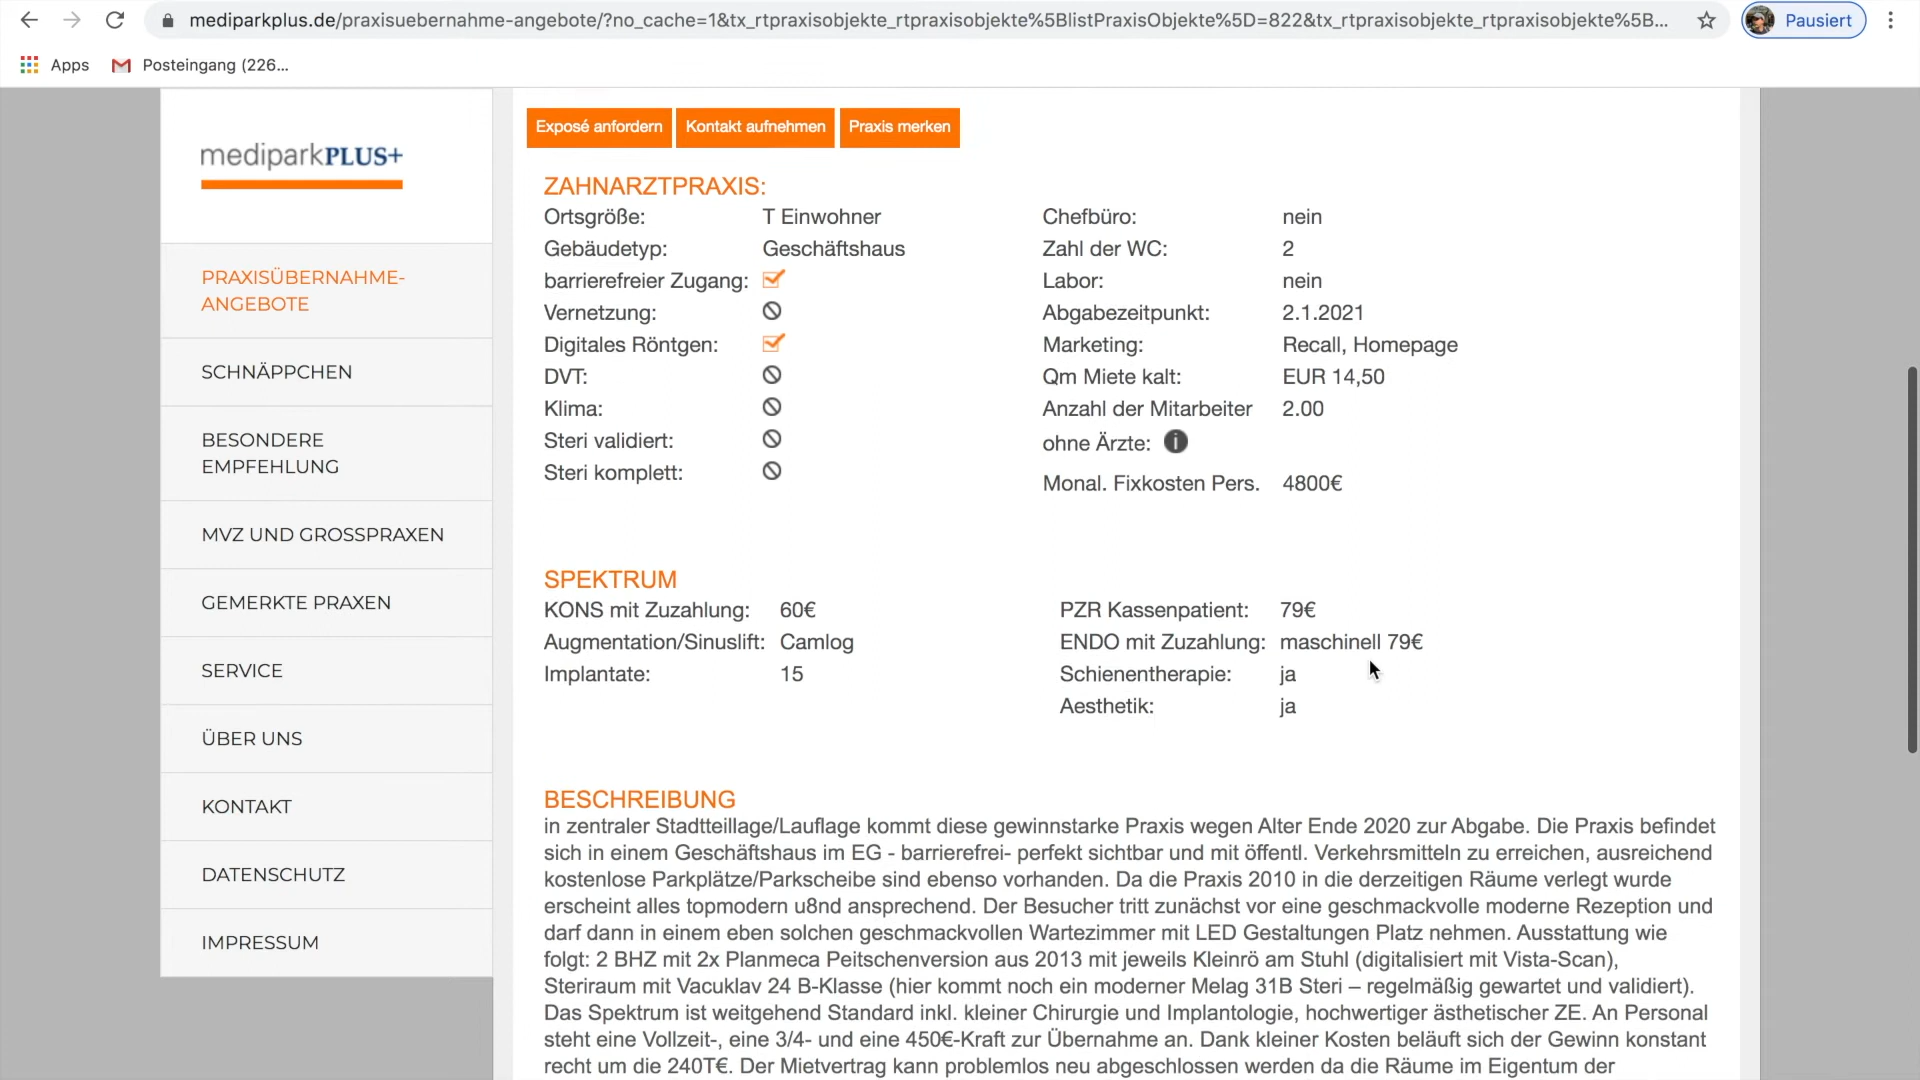 mediparkplus.de/praxisuebernahme-angebote/?no_cache=1&tx_rtpraxisobjekte_rtpraxisobjekte%5BlistPraxisObjekte%5D=822&tx_rtpraxisobjekte_rtpraxisobjekte%5B...
Pausiert
Apps
Posteingang (226...
mediparkPLUS+
PRAXISÜBERNAHME-
ANGEBOTE
SCHNÄPPCHEN
BESONDERE
EMPFEHLUNG
MVZ UND GROSSPRAXEN
GEMERKTE PRAXEN
SERVICE
ÜBER UNS
KONTAKT
DATENSCHUTZ
IMPRESSUM
Exposé anfordern Kontakt aufnehmen Praxis merken
ZAHNARZTPRAXIS:
Ortsgröße: T Einwohner
Gebäudetyp: Geschäftshaus
barrierefreier Zugang:
Vernetzung:
Digitales Röntgen:
DVT:
Klima:
Steri validiert:
Steri komplett:
Chefbüro: nein
Zahl der WC: 2
Labor: nein
Abgabezeitpunkt: 2.1.2021
Marketing: Recall, Homepage
Qm Miete kalt: EUR 14,50
Anzahl der Mitarbeiter 2.00
ohne Ärzte: i
Monal. Fixkosten Pers. 4800€
SPEKTRUM
KONS mit Zuzahlung: 60€
Augmentation/Sinuslift: Camlog
Implantate: 15
PZR Kassenpatient: 79€
ENDO mit Zuzahlung: maschinell 79€
Schienentherapie: ja
Aesthetik: ja
BESCHREIBUNG
in zentraler Stadtteillage/Lauflage kommt diese gewinnstarke Praxis wegen Alter Ende 2020 zur Abgabe. Die Praxis befindet
sich in einem Geschäftshaus im EG - barrierefrei- perfekt sichtbar und mit öffentl. Verkehrsmitteln zu erreichen, ausreichend
kostenlose Parkplätze/Parkscheibe sind ebenso vorhanden. Da die Praxis 2010 in die derzeitigen Räume verlegt wurde
erscheint alles topmodern u8nd ansprechend. Der Besucher tritt zunächst vor eine geschmackvolle moderne Rezeption und
darf dann in einem eben solchen geschmackvollen Wartezimmer mit LED Gestaltungen Platz nehmen. Ausstattung wie
folgt: 2 BHZ mit 2x Planmeca Peitschenversion aus 2013 mit jeweils Kleinrö am Stuhl (digitalisiert mit Vista-Scan),
Steriraum mit Vacuklav 24 B-Klasse (hier kommt noch ein moderner Melag 31B Steri – regelmäßig gewartet und validiert).
Das Spektrum ist weitgehend Standard inkl. kleiner Chirurgie und Implantologie, hochwertiger ästhetischer ZE. An Personal
steht eine Vollzeit-, eine 3/4- und eine 450€-Kraft zur Übernahme an. Dank kleiner Kosten beläuft sich der Gewinn konstant
recht um die 240T€. Der Mietvertrag kann problemlos neu abgeschlossen werden da die Räume im Eigentum der